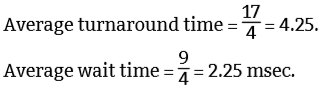 Average turnaround time = 17/4 = 4.25.
Average wait time = 9/4 = 2.25 msec.